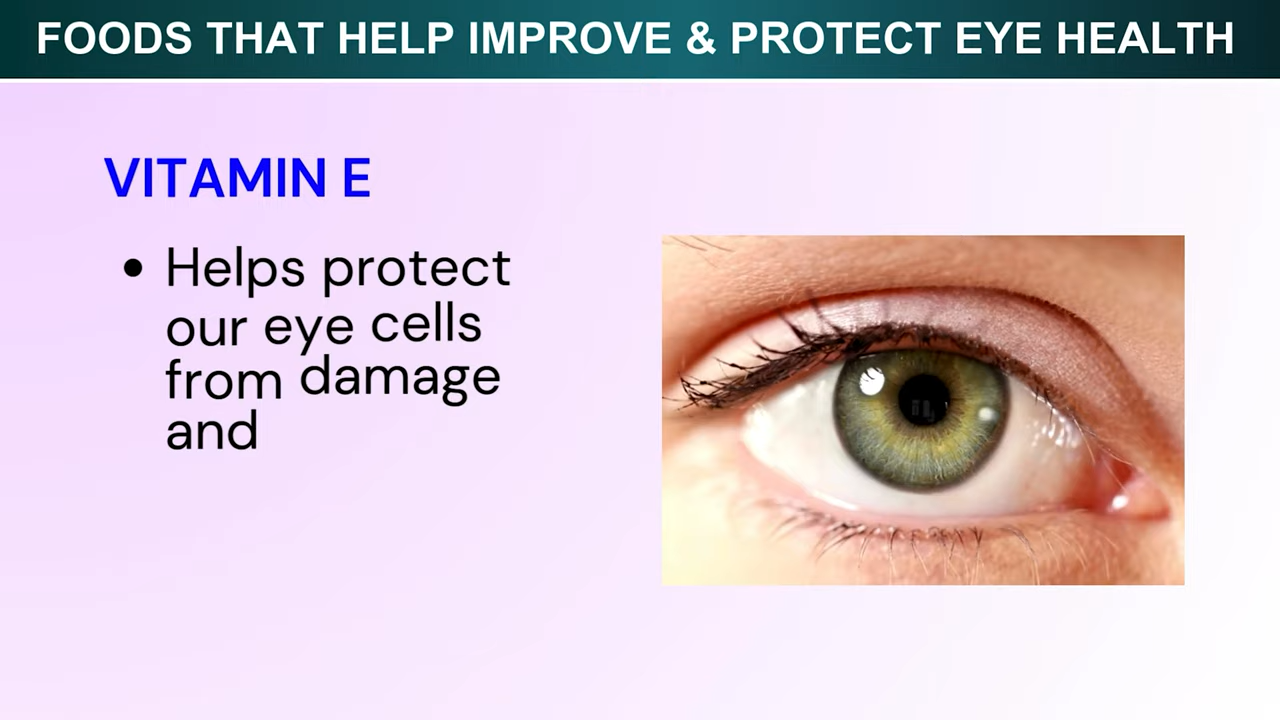 FOODS THAT HELP IMPROVE & PROTECT EYE HEALTH
VITAMIN E
• Helps protect
our eye cells
from damage
and